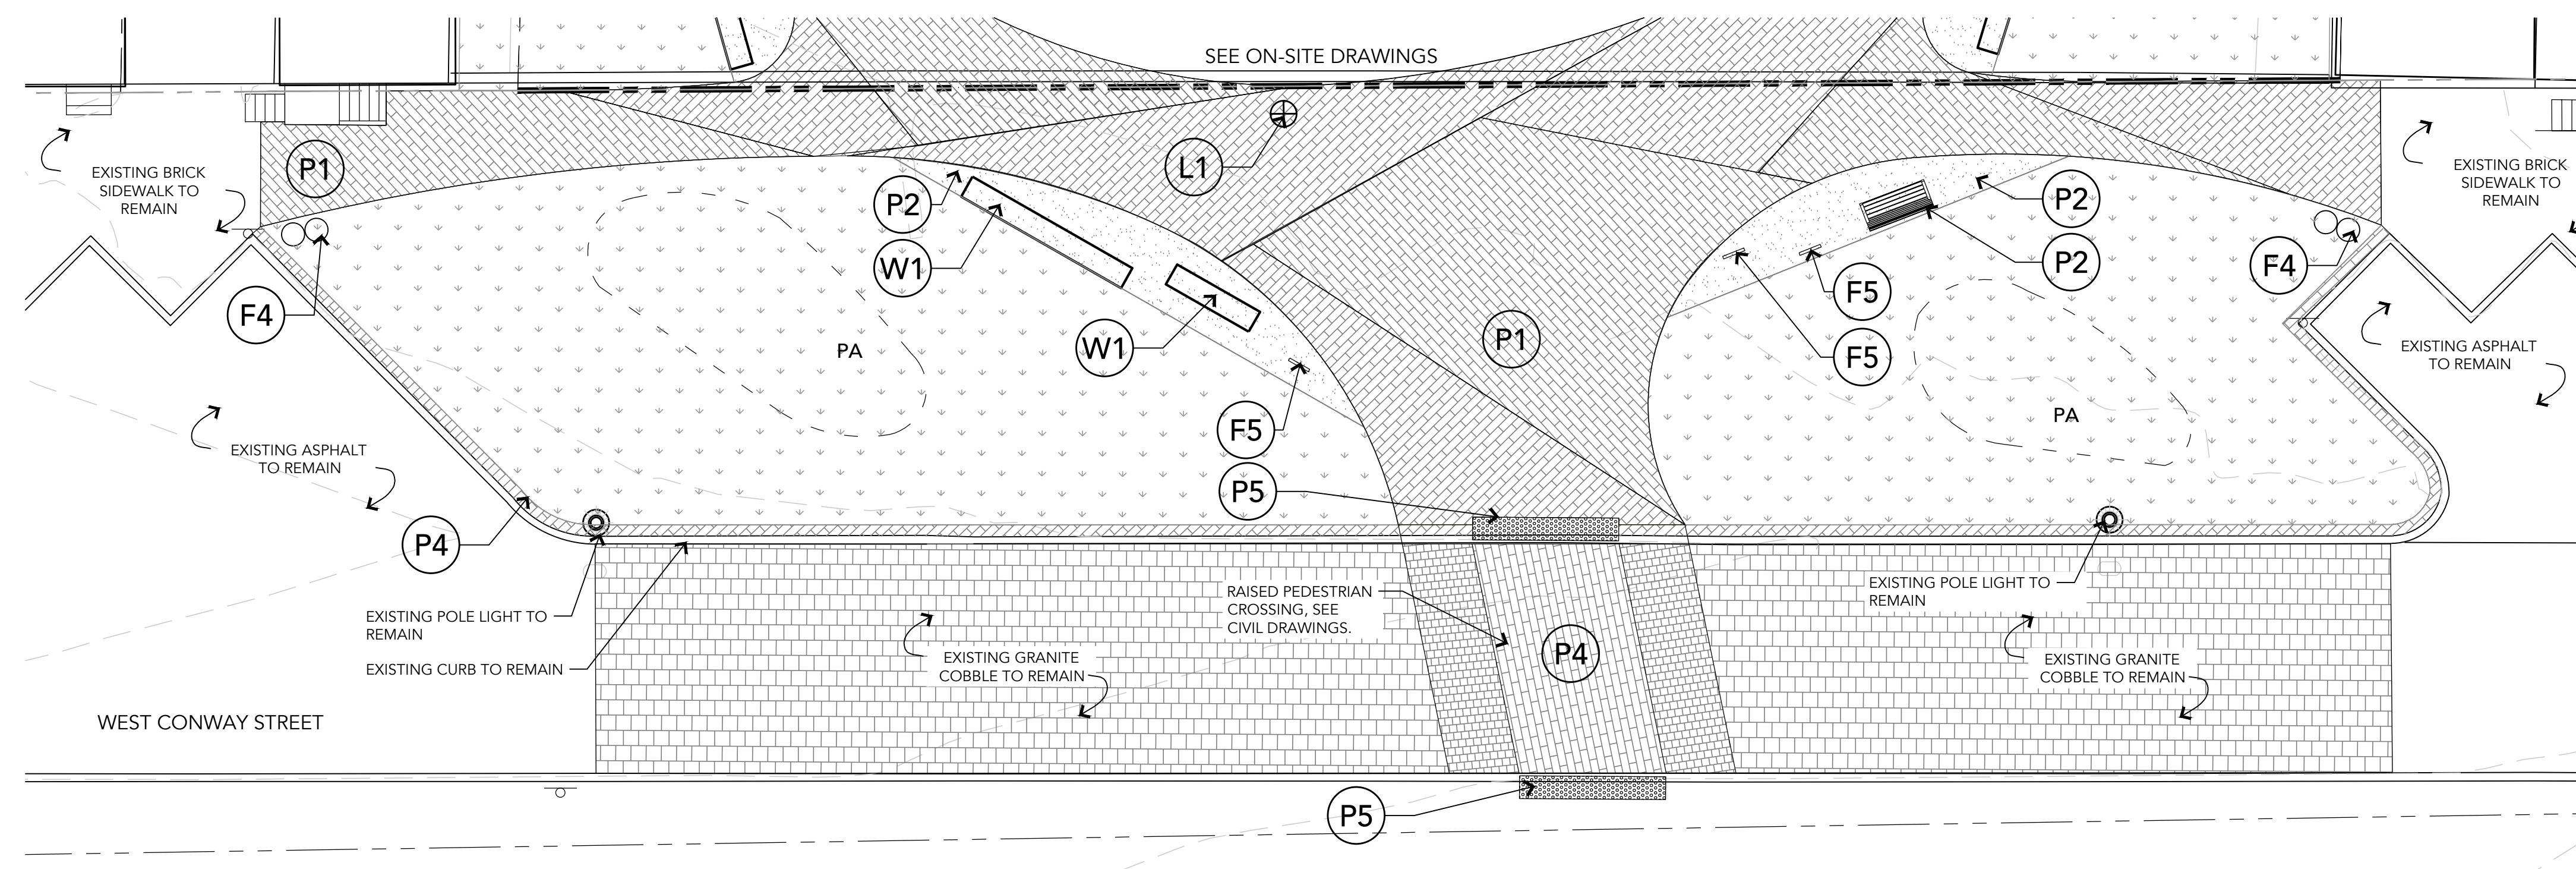 SEE ON-SITE DRAWINGS
EXISTING BRICK
SIDEWALK TO
REMAIN
P1
F4
P2
W1
W1
L1
PA
F5
P5
P1
P2
P2
F5
F5
F4
PA
EXISTING BRICK
SIDEWALK TO
REMAIN
EXISTING ASPHALT
TO REMAIN
EXISTING ASPHALT
TO REMAIN
P4
EXISTING POLE LIGHT TO
REMAIN
EXISTING CURB TO REMAIN
EXISTING GRANITE
COBBLE TO REMAIN
RAISED PEDESTRIAN
CROSSING, SEE
CIVIL DRAWINGS.
P4
EXISTING POLE LIGHT TO
REMAIN
EXISTING GRANITE
COBBLE TO REMAIN
WEST CONWAY STREET
P5